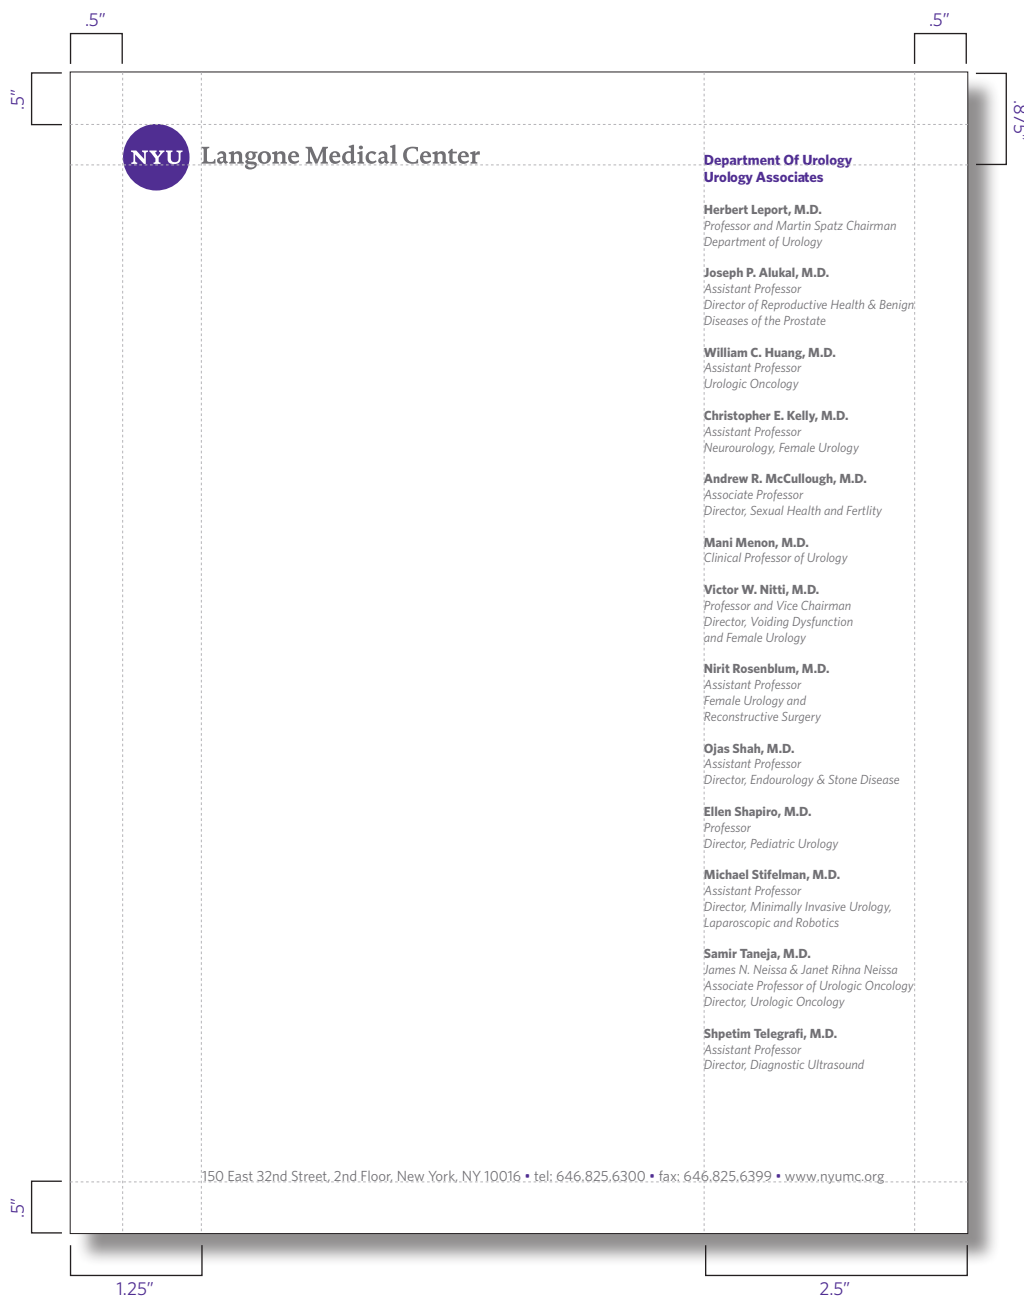 .5”
.5”
.5”
.875”
NYU Langone Medical Center
Department Of Urology
Urology Associates
Herbert Leport, M.D.
Professor and Martin Spatz Chairman
Department of Urology
Joseph P. Alukal, M.D.
Assistant Professor
Director of Reproductive Health & Benign
Diseases of the Prostate
William C. Huang, M.D.
Assistant Professor
Urologic Oncology
Christopher E. Kelly, M.D.
Assistant Professor
Neurourology, Female Urology
Andrew R. McCullough, M.D.
Associate Professor
Director, Sexual Health and Fertlity
Mani Menon, M.D.
Clinical Professor of Urology
Victor W. Nitti, M.D.
Professor and Vice Chairman
Director, Voiding Dysfunction
and Female Urology
Nirit Rosenblum, M.D.
Assistant Professor
Female Urology and
Reconstructive Surgery
Ojas Shah, M.D.
Assistant Professor
Director, Endourology & Stone Disease
Ellen Shapiro, M.D.
Professor
Director, Pediatric Urology
Michael Stifelman, M.D.
Assistant Professor
Director, Minimally Invasive Urology,
Laparoscopic and Robotics
Samir Taneja, M.D.
James N. Neissa & Janet Rihna Neissa
Associate Professor of Urologic Oncology
Director, Urologic Oncology
Shpetim Telegrafi, M.D.
Assistant Professor
Director, Diagnostic Ultrasound
150 East 32nd Street, 2nd Floor, New York, NY 10016 • tel: 646.825.6300 • fax: 646.825.6399 • www.nyumc.org
.5”
1.25”
2.5”